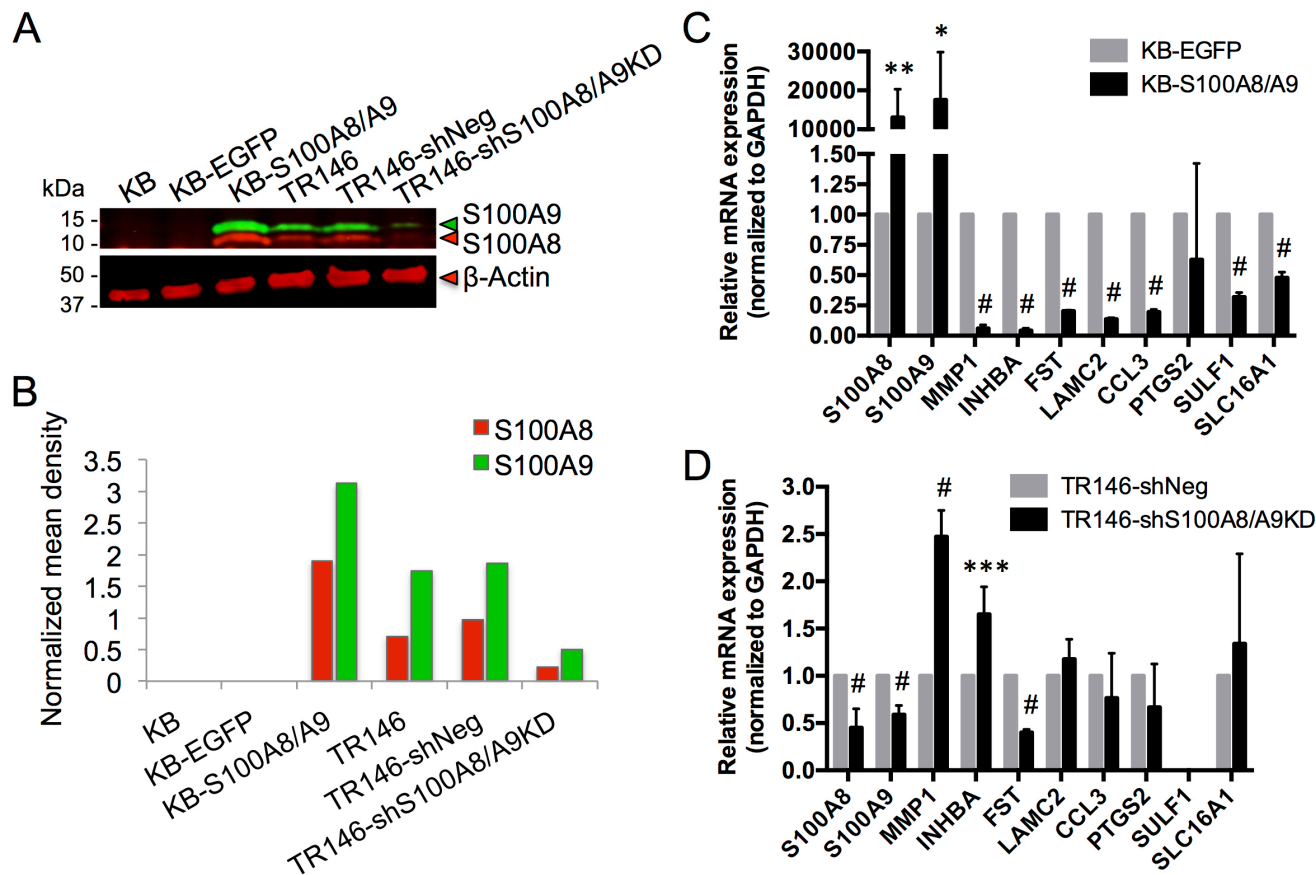 A
KB
KB-EGFP
KB-S100A8/A9
TR146
TR146-shNeg
TR146-shS100A8/A9KD
kDa
15 -
10 -
S100A9
S100A8
50 -
37 -
β-Actin
B
Normalized mean density
S100A8
S100A9
3.5
3
2.5
2
1.5
1
0.5
0
KB
KB-EGFP
KB-S100A8/A9
TR146
TR146-shNeg
TR146-shS100A8/A9KD
C
Relative mRNA expression
(normalized to GAPDH)
KB-EGFP
KB-S100A8/A9
30000
20000
10000
1.50
1.25
1.00
0.75
0.50
0.25
0.00
**
*
#
#
#
#
#
#
#
S100A8
S100A9
MMP1
INHBA
FST
LAMC2
CCL3
PTGS2
SULF1
SLC16A1
D
Relative mRNA expression
(normalized to GAPDH)
TR146-shNeg
TR146-shS100A8/A9KD
3.0
2.5
2.0
1.5
1.0
0.5
0.0
#
#
#
***
#
S100A8
S100A9
MMP1
INHBA
FST
LAMC2
CCL3
PTGS2
SULF1
SLC16A1